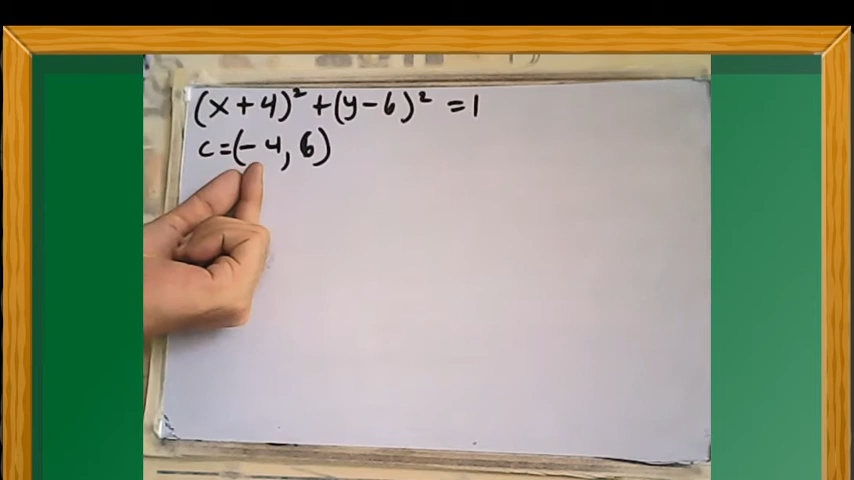 (x+4)² + (y-6)² = 1
c = (-4, 6)